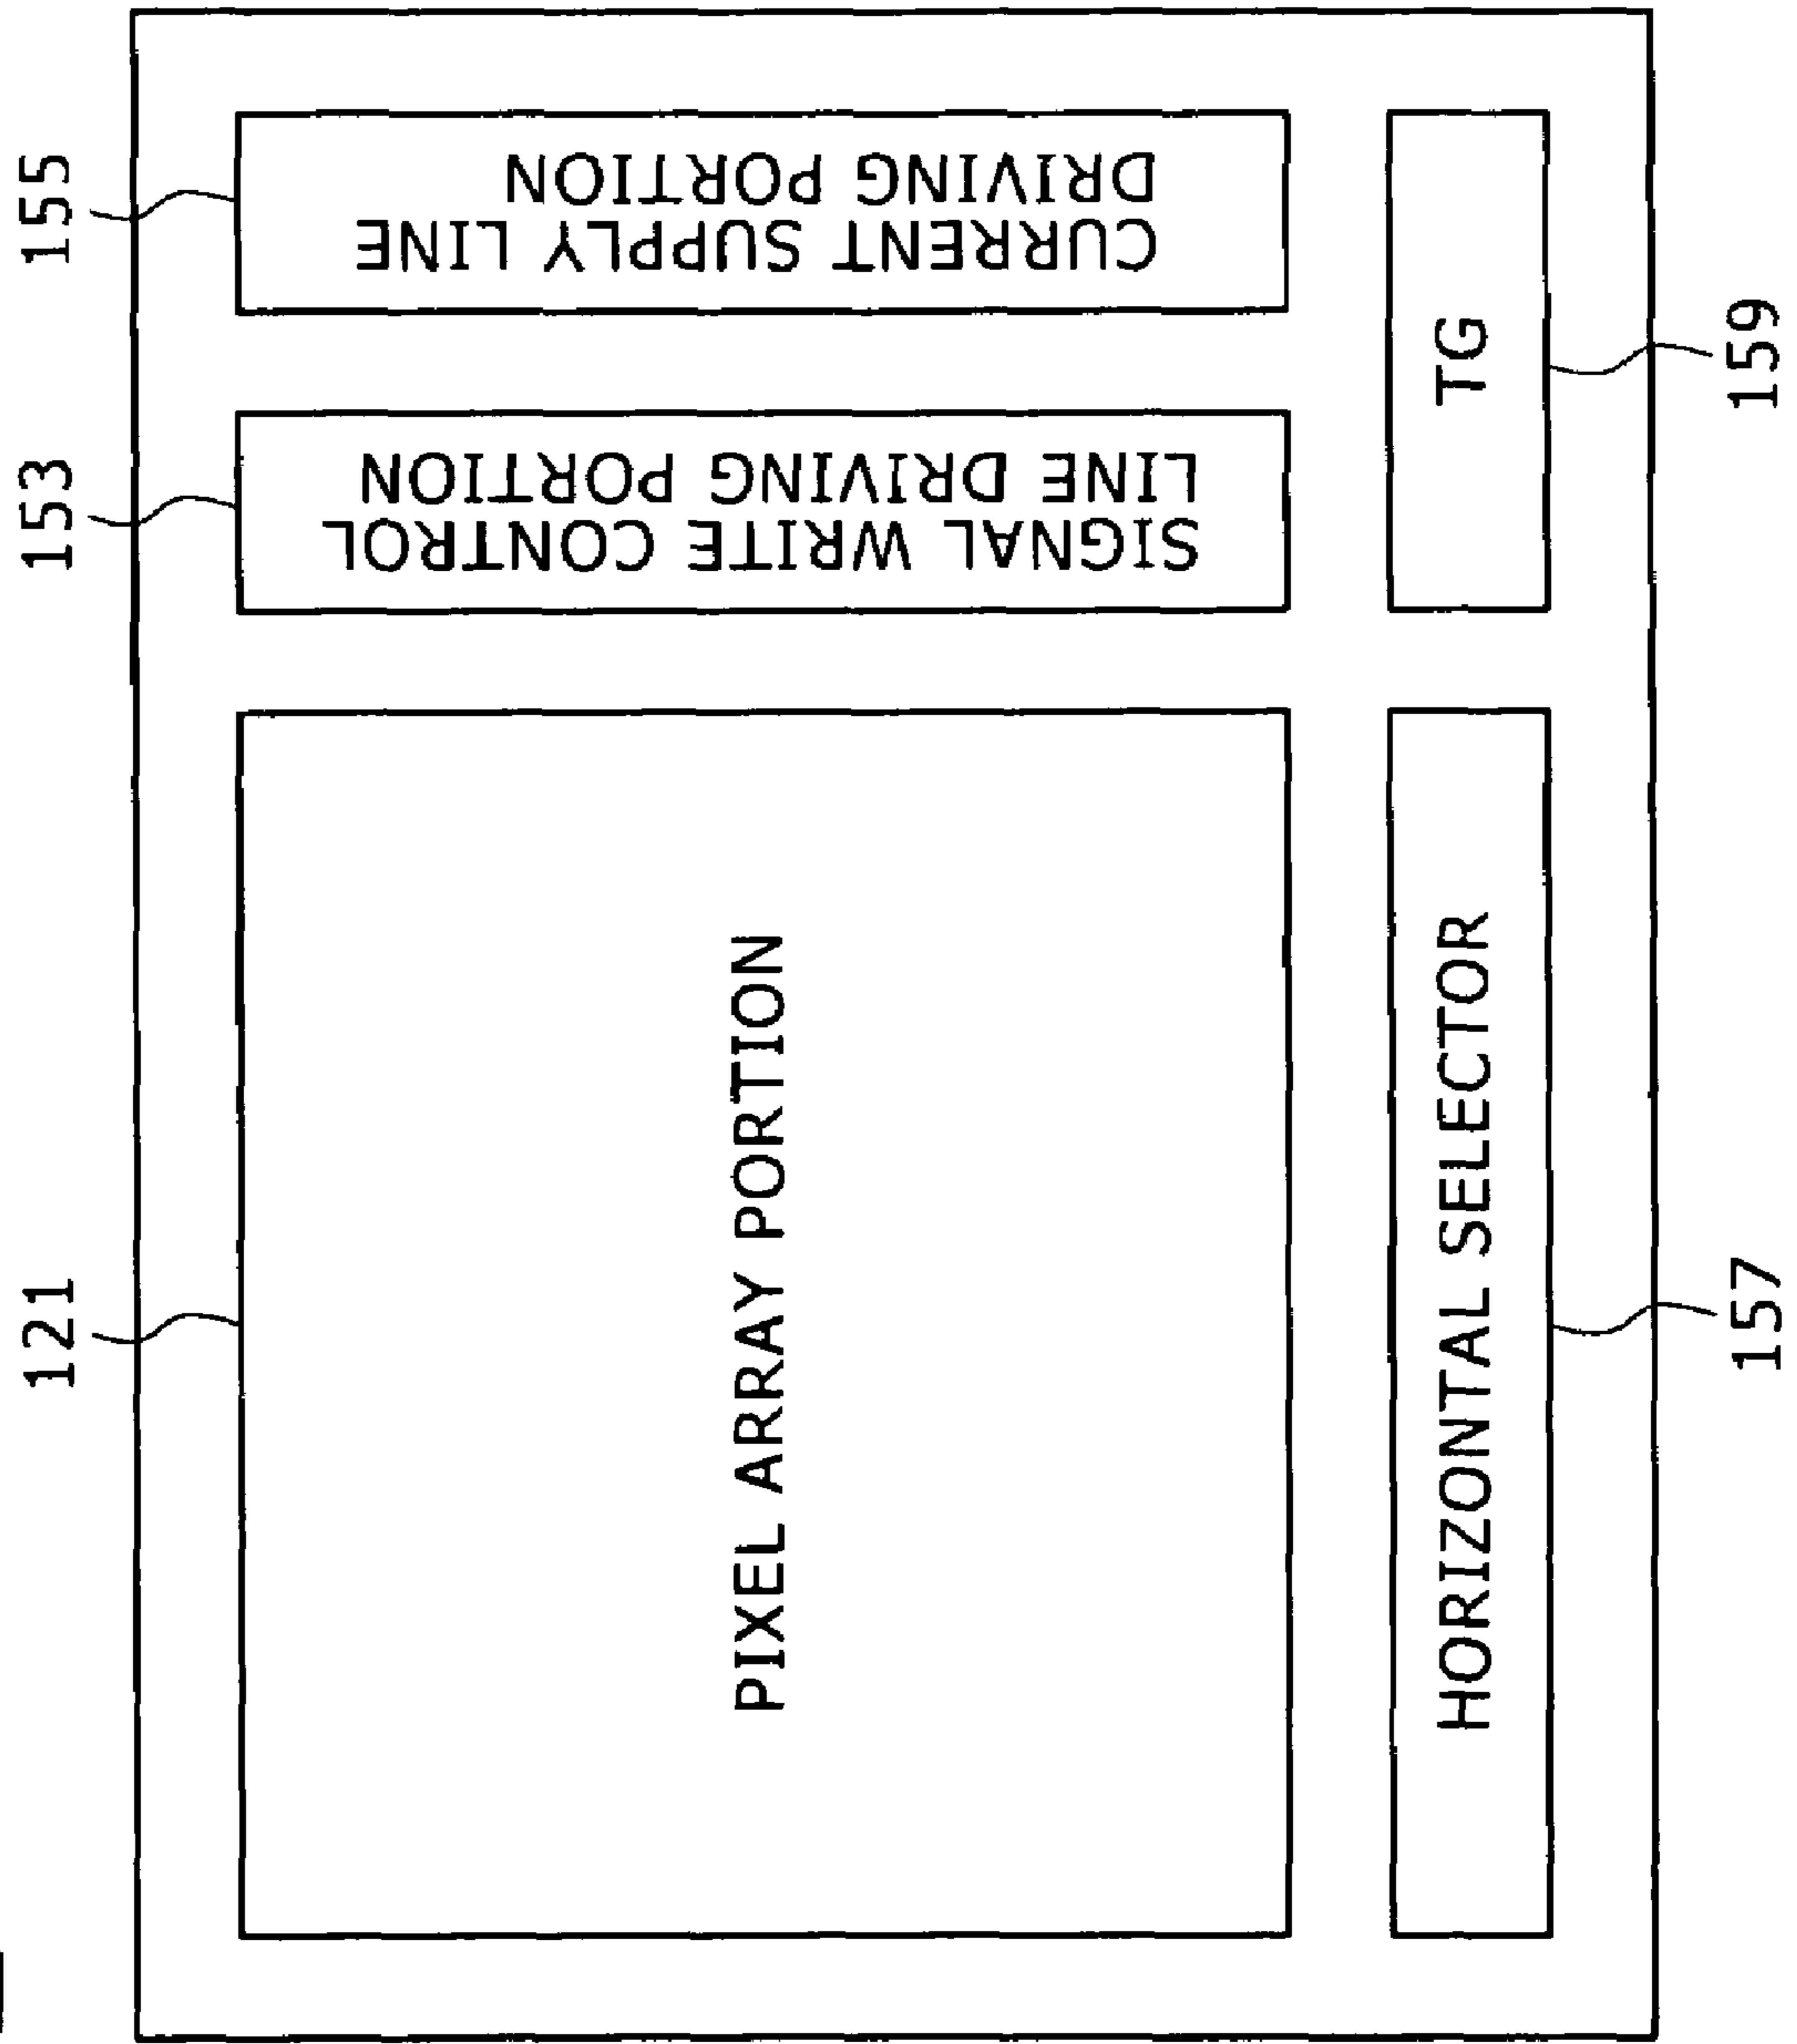 121
153
155
PIXEL ARRAY PORTION
SIGNAL WRITE CONTROL
LINE DRIVING PORTION
CURRENT SUPPLY LINE
DRIVING PORTION
HORIZONTAL SELECTOR
TG
157
159